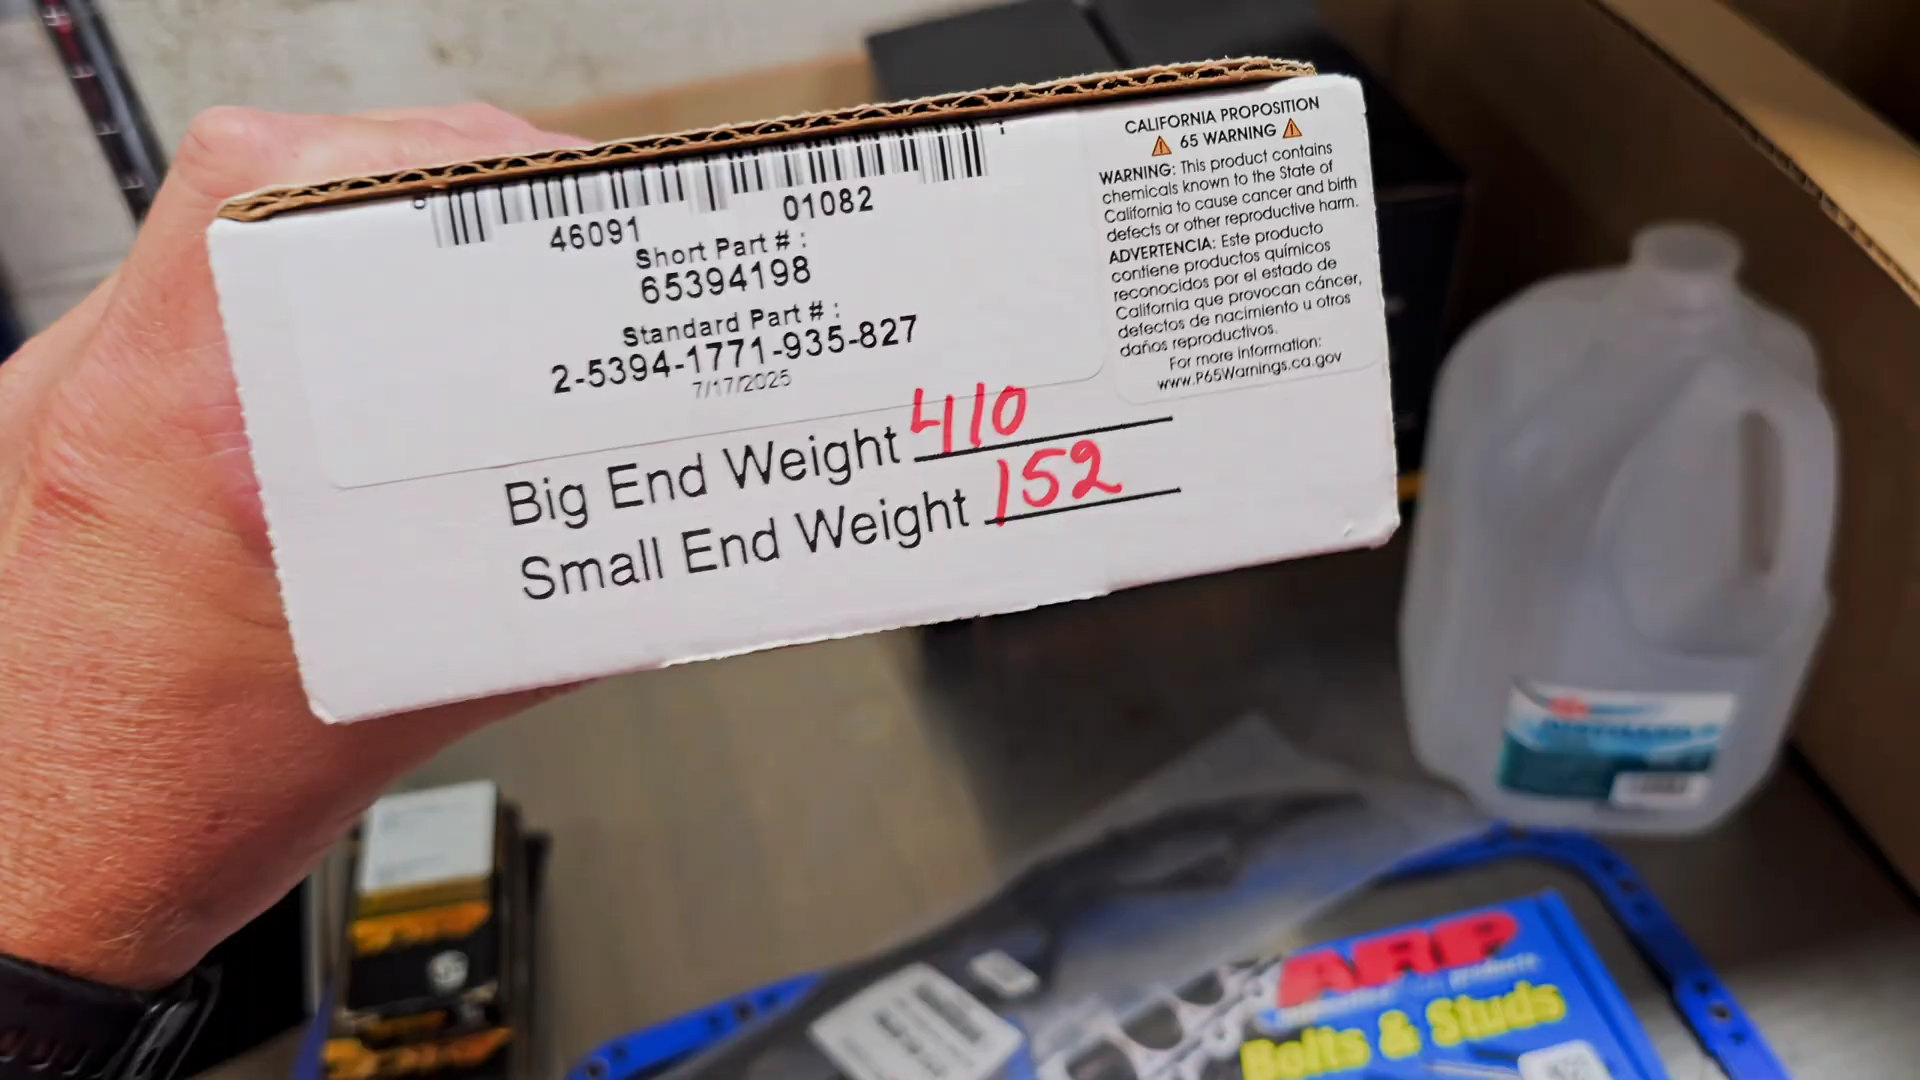 46091
01082
Short Part # :
65394198
Standard Part # :
2-5394-1771-935-827
7/17/2025
Big End Weight 410
Small End Weight 152
CALIFORNIA PROPOSITION
65 WARNING
WARNING: This product contains
chemicals known to the State of
California to cause cancer and birth
defects or other reproductive harm.
ADVERTENCIA: Este producto
contiene productos químicos
reconocidos por el estado de
California que provocan cáncer,
defectos de nacimiento u otros
daños reproductivos.
For more information:
www.P65Warnings.ca.gov
ARP
Bolts & Studs